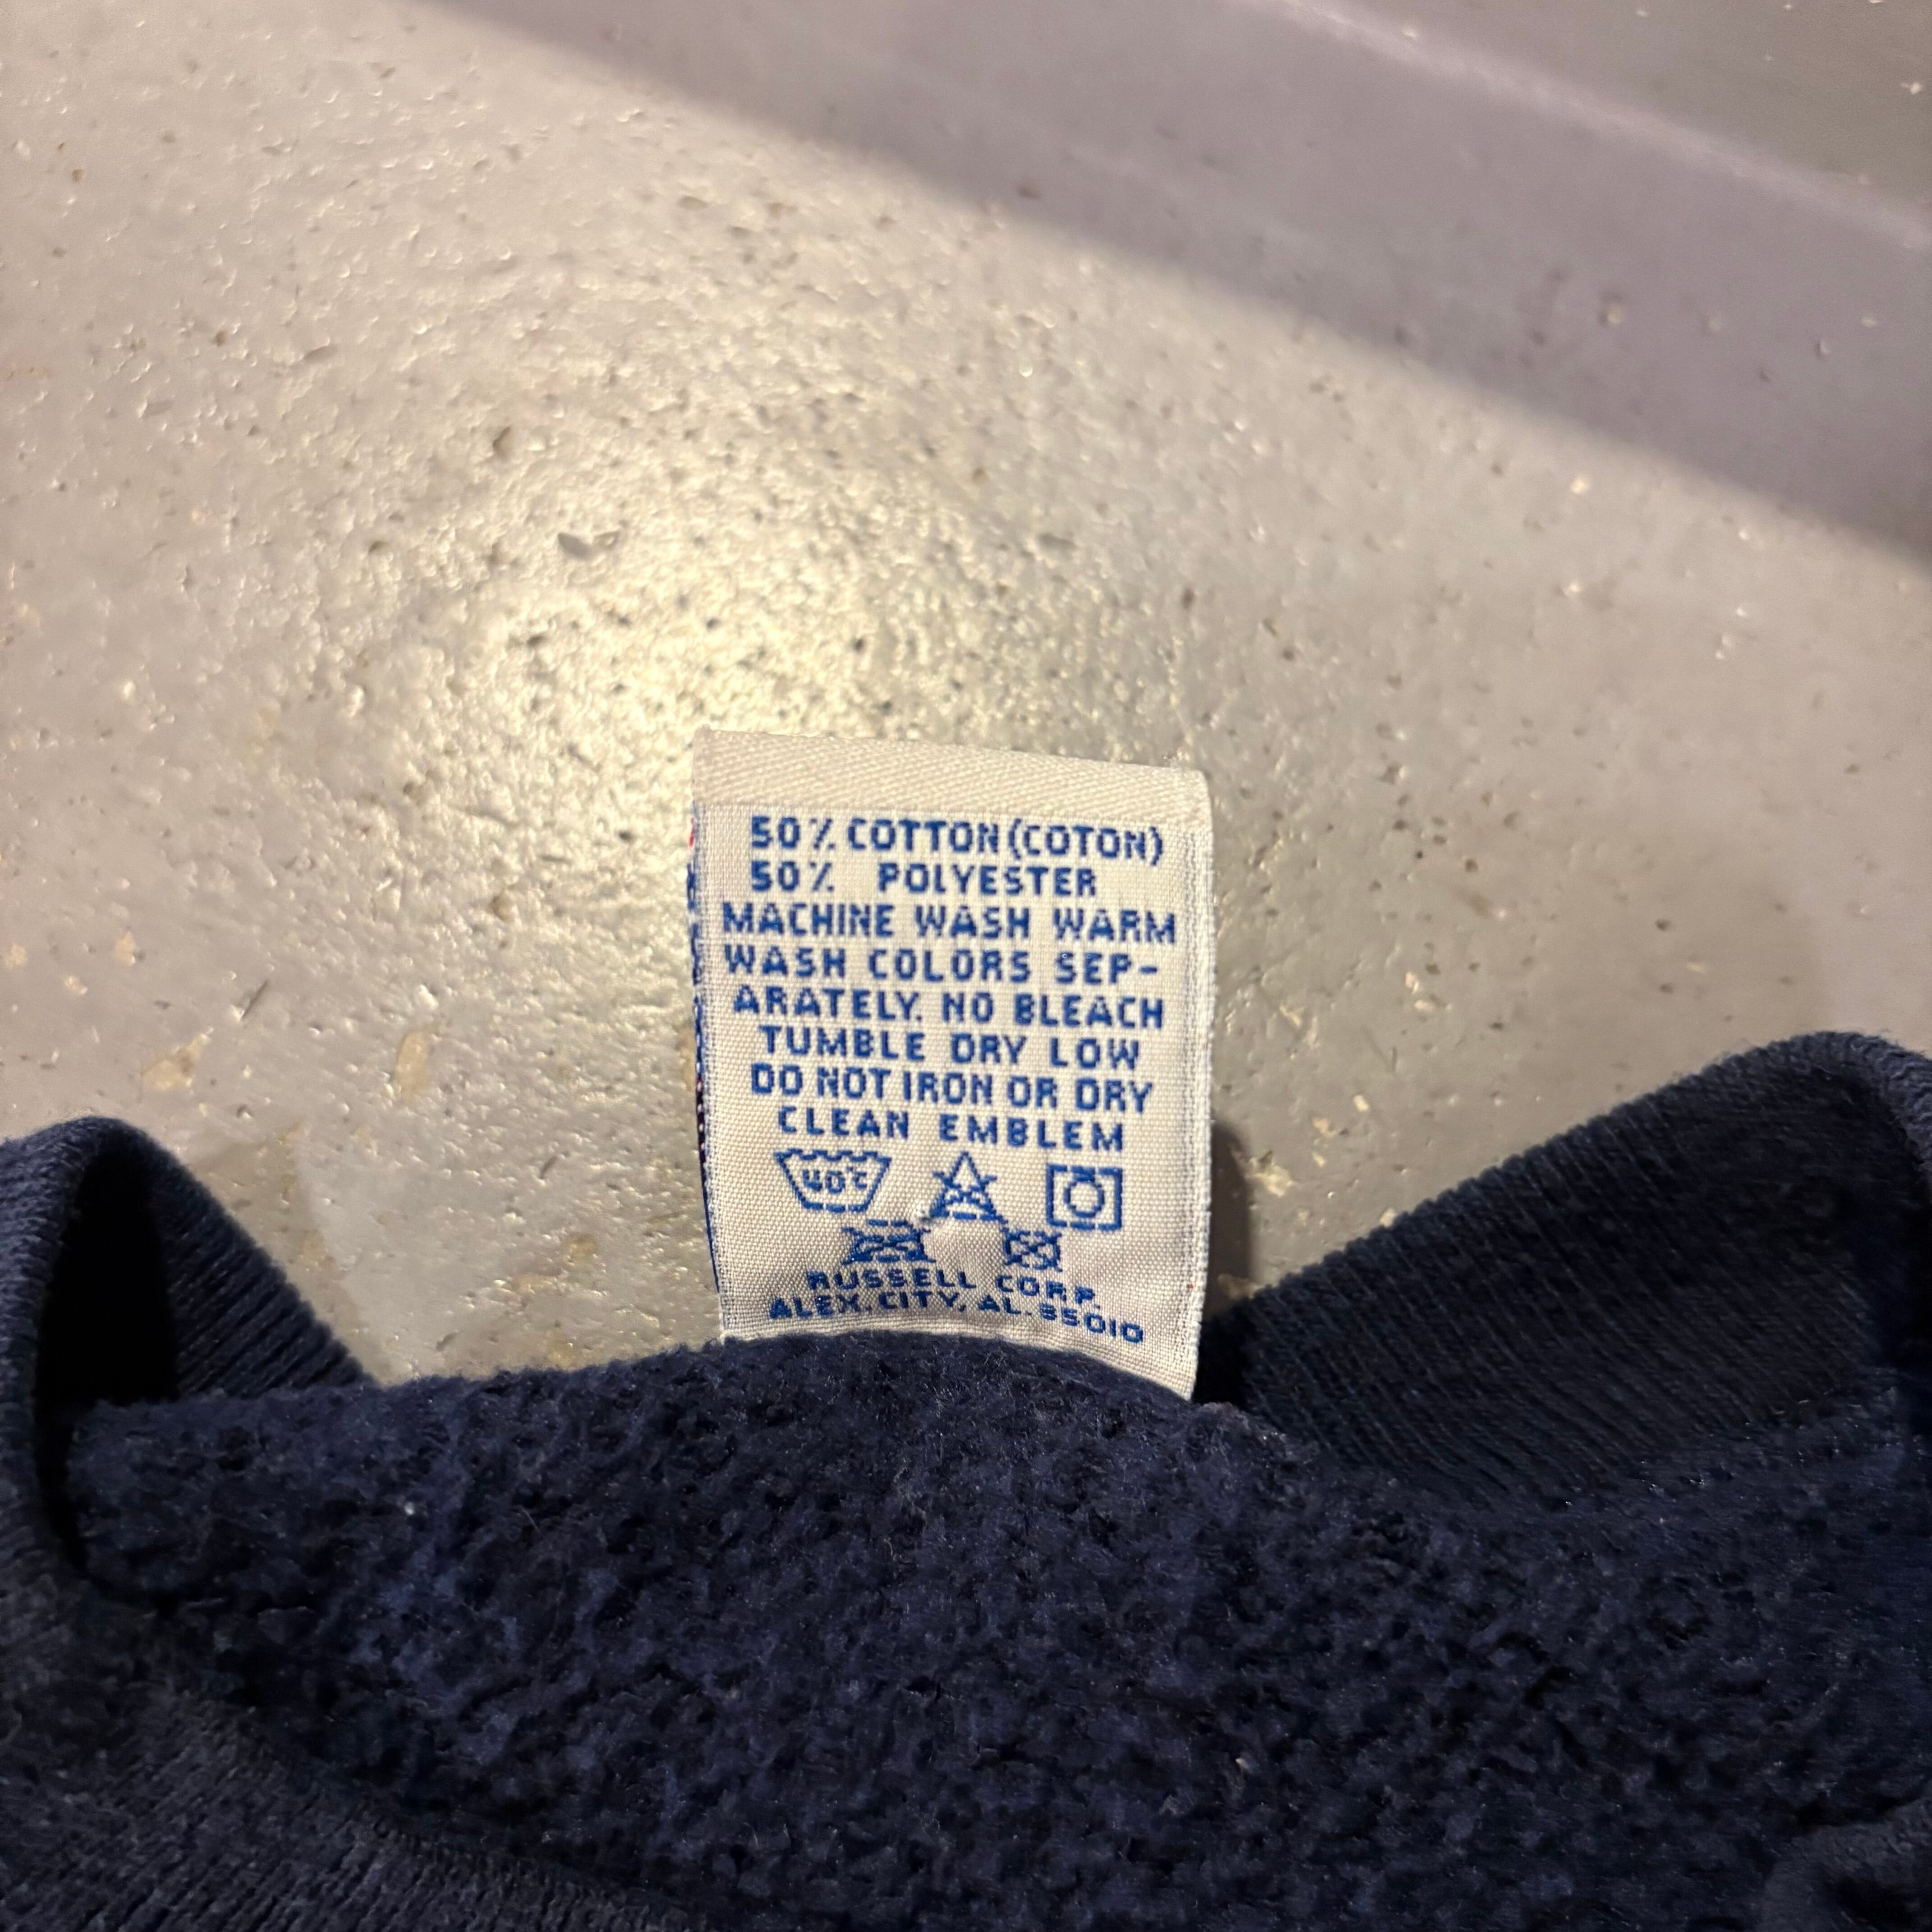 50% COTTON (COTON)
50% POLYESTER
MACHINE WASH WARM
WASH COLORS SEP-
ARATELY. NO BLEACH
TUMBLE DRY LOW
DO NOT IRON OR DRY
CLEAN EMBLEM
40°C
RUSSELL CORP.
ALEX. CITY, AL. 35010